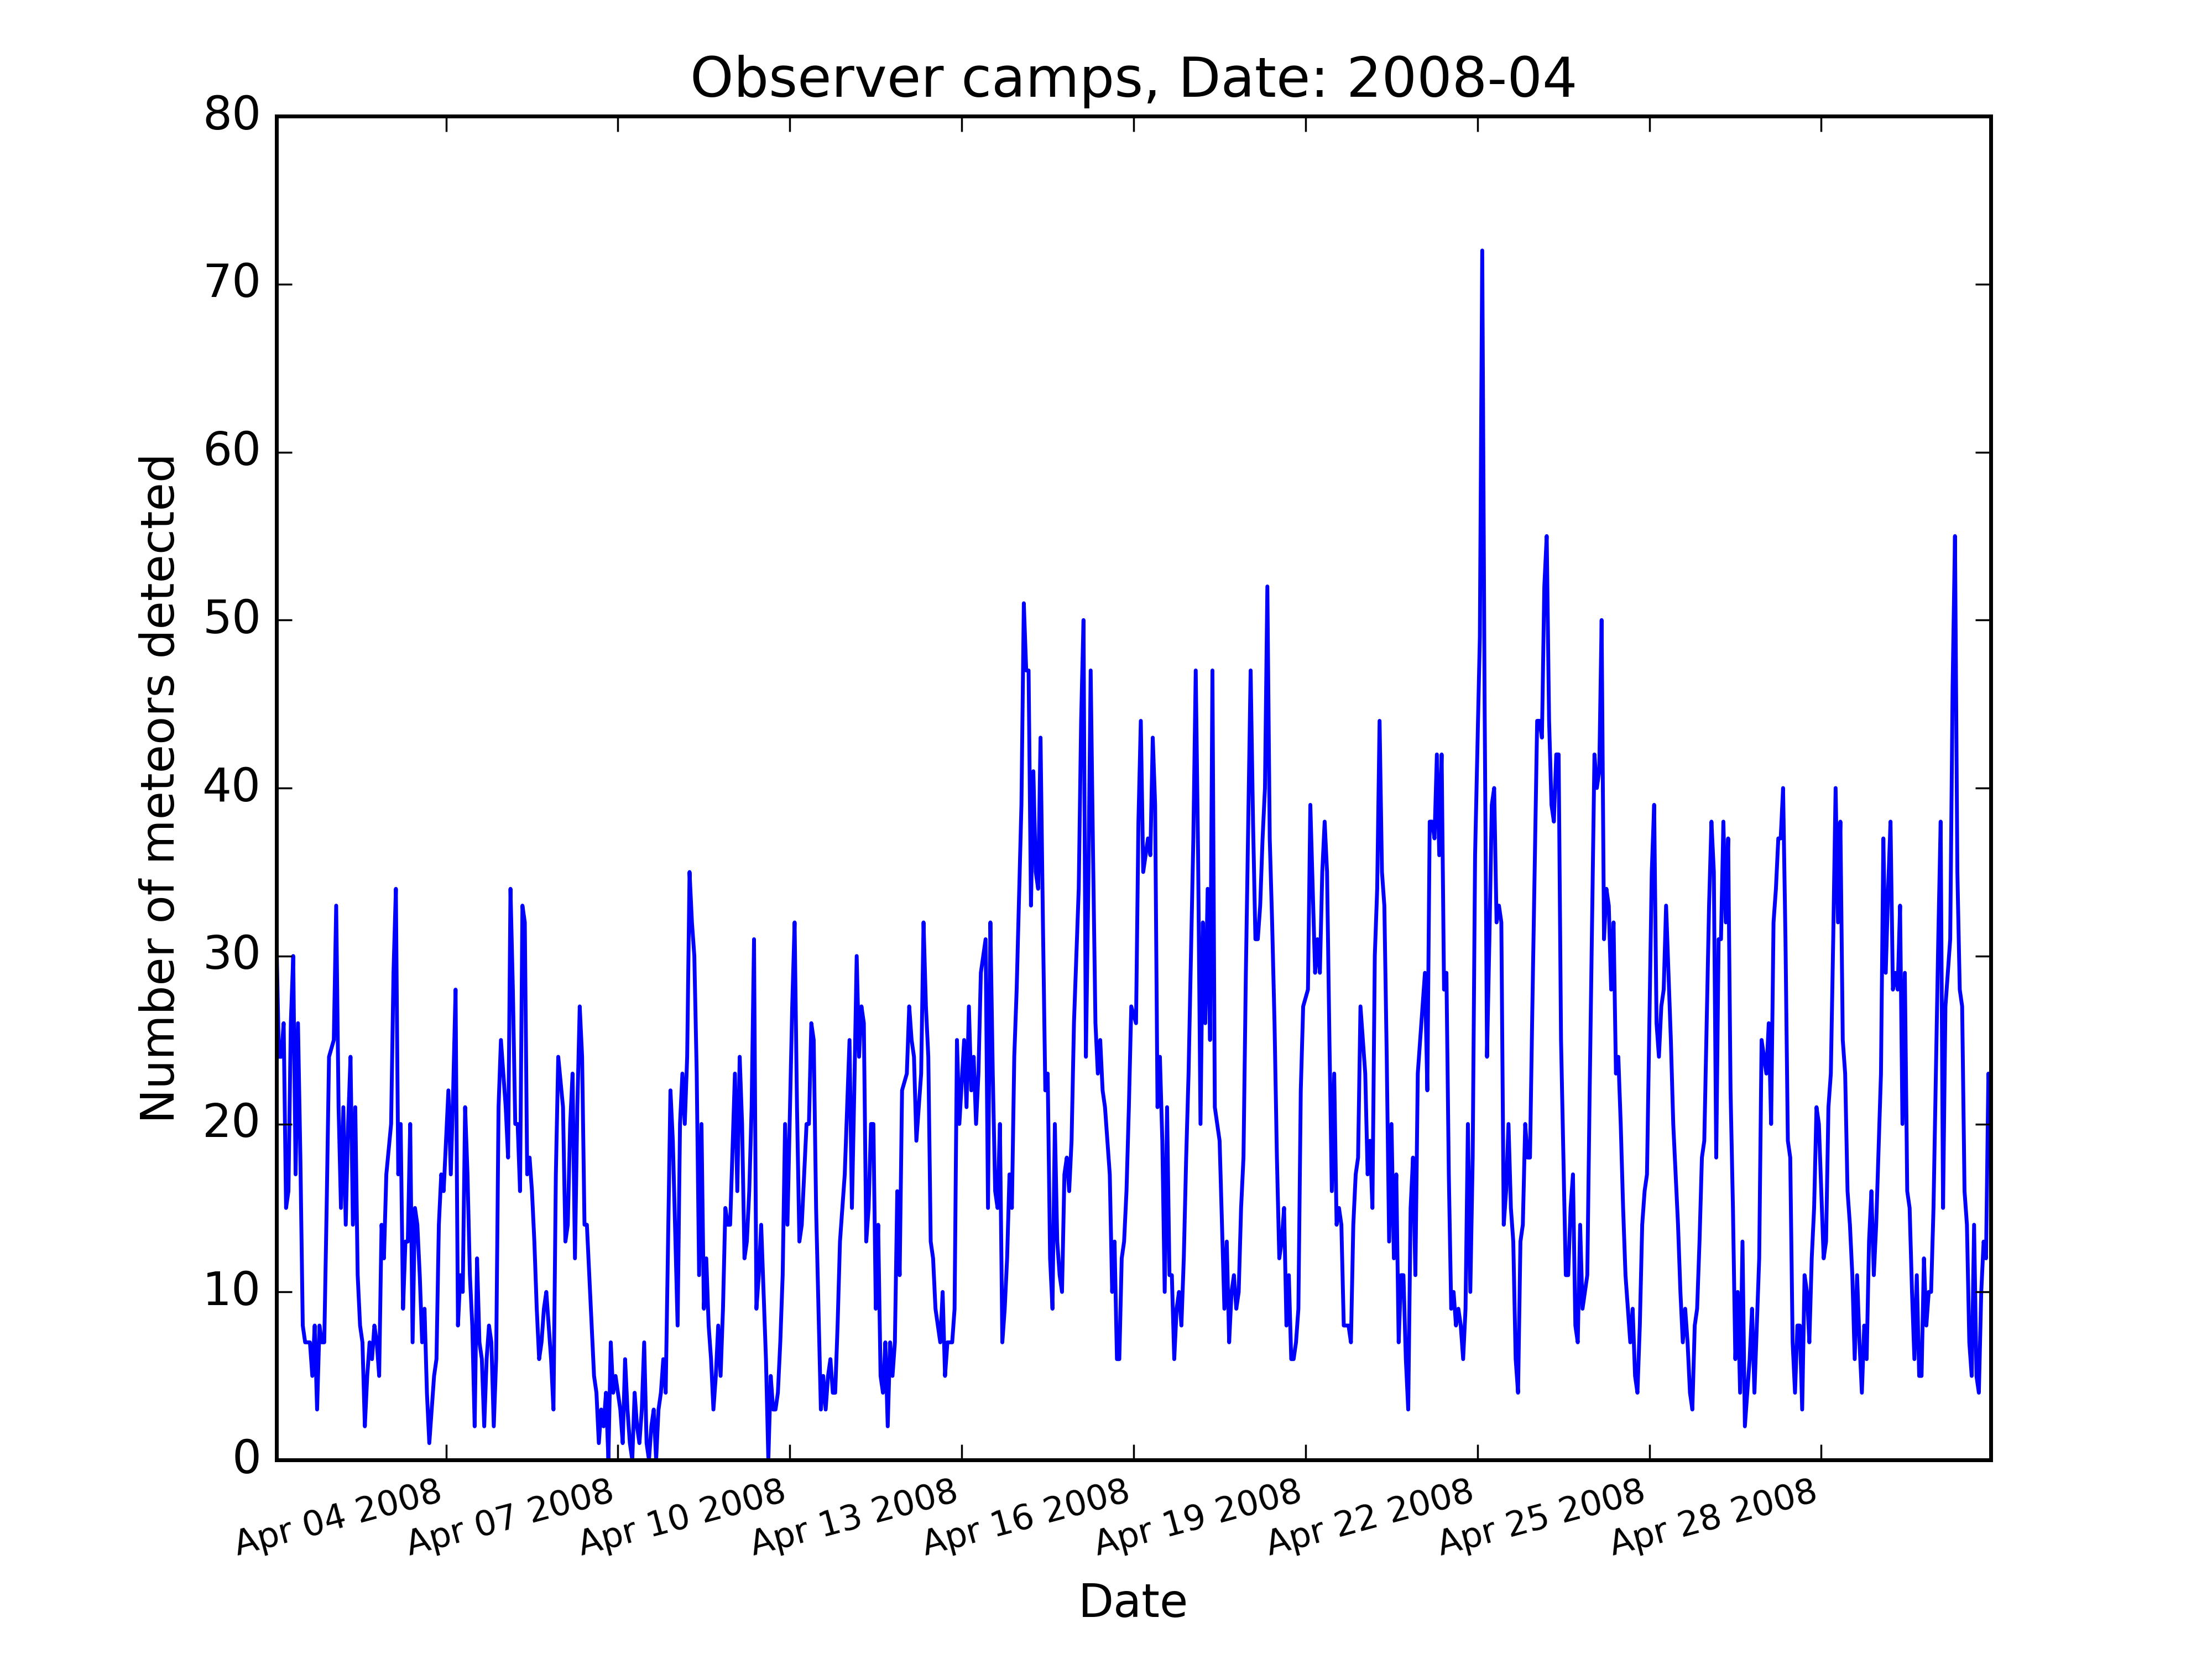 Observer camps, Date: 2008-04
80
70
60
50
40
30
20
10
0
Number of meteors detected
Apr 04 2008
Apr 07 2008
Apr 10 2008
Apr 13 2008
Apr 16 2008
Apr 19 2008
Apr 22 2008
Apr 25 2008
Apr 28 2008
Date